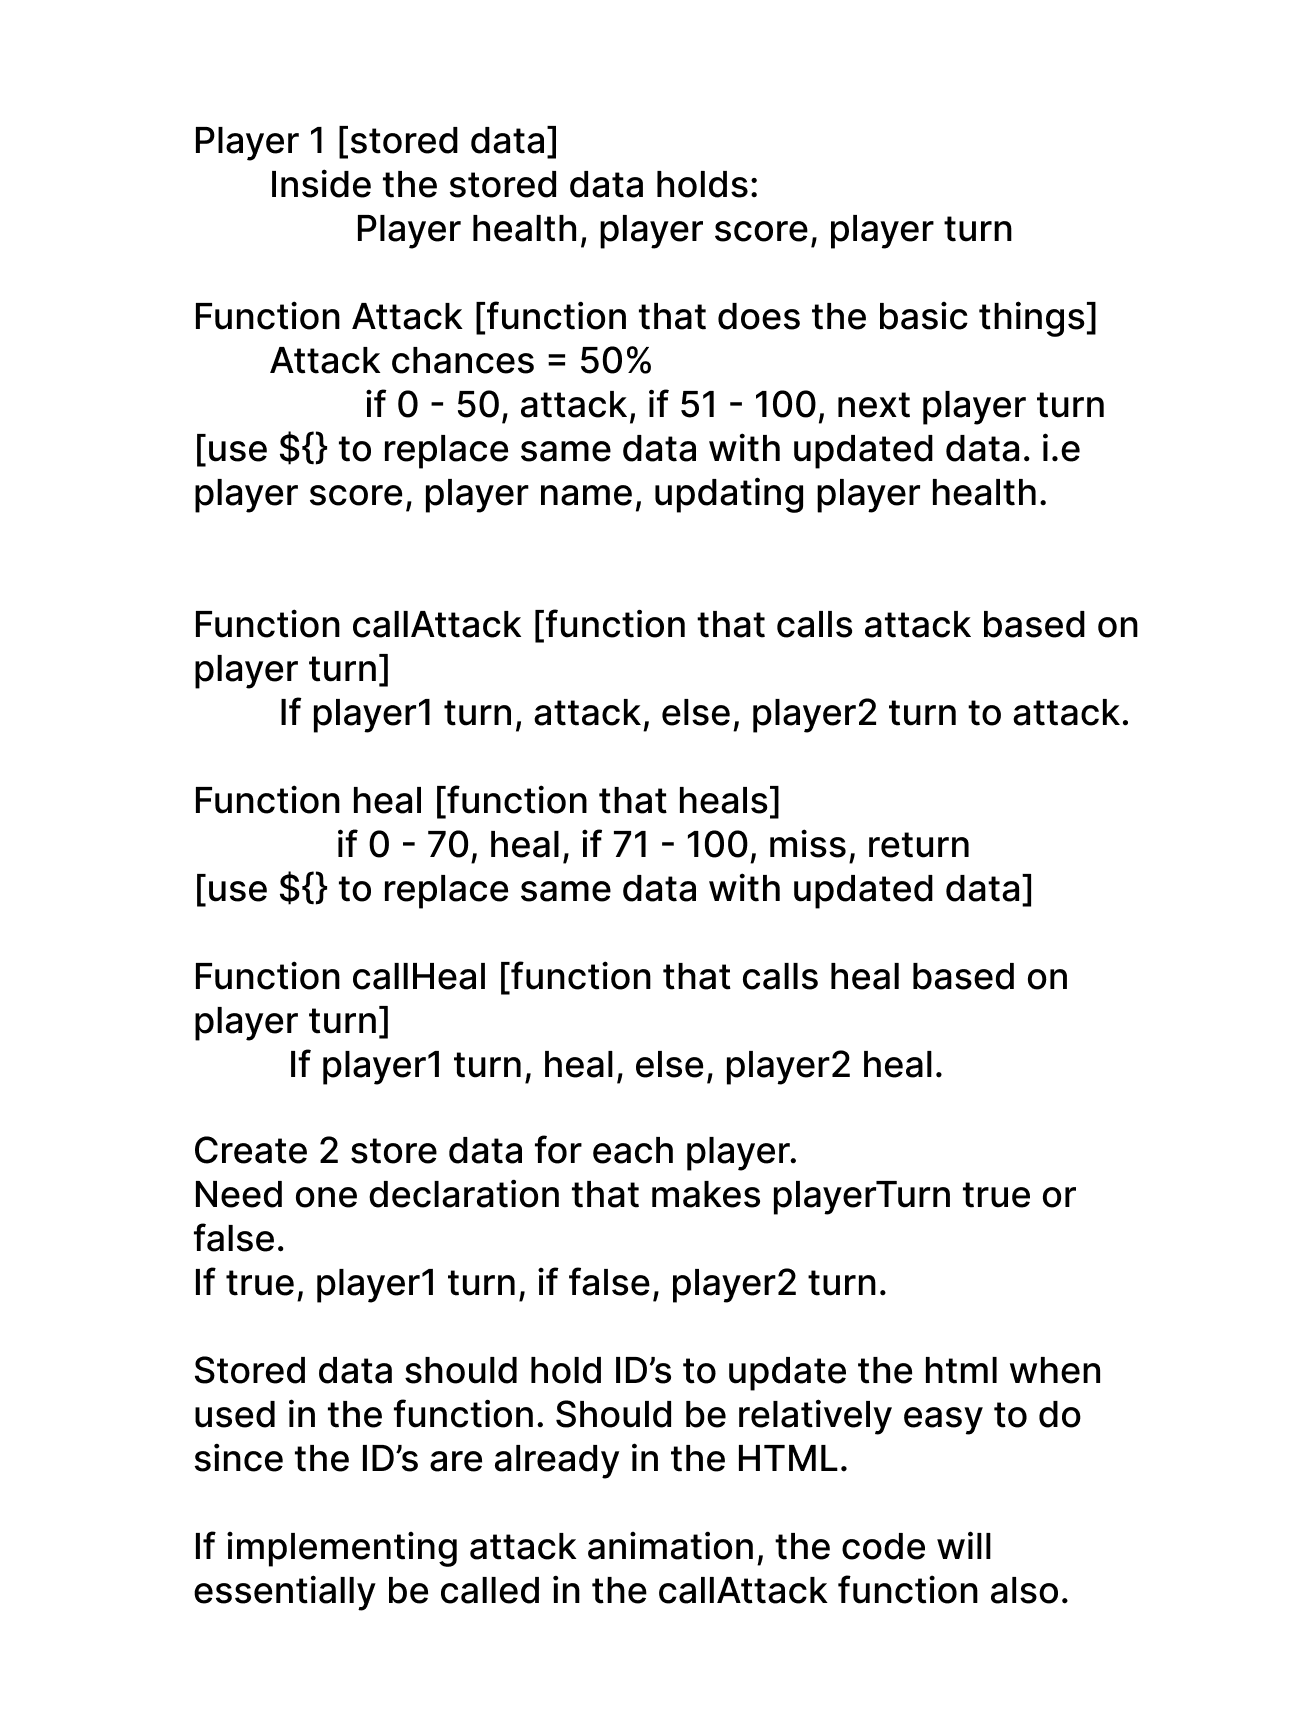 Player 1 [stored data]
Inside the stored data holds:
Player health, player score, player turn
Function Attack [function that does the basic things]
Attack chances = 50%
if 0 - 50, attack, if 51 - 100, next player turn
[use ${} to replace same data with updated data. i.e
player score, player name, updating player health.
Function callAttack [function that calls attack based on
player turn]
If player1 turn, attack, else, player2 turn to attack.
Function heal [function that heals]
if 0 - 70, heal, if 71 - 100, miss, return
[use ${} to replace same data with updated data]
Function callHeal [function that calls heal based on
player turn]
If player1 turn, heal, else, player2 heal.
Create 2 store data for each player.
Need one declaration that makes playerTurn true or
false.
If true, player1 turn, if false, player2 turn.
Stored data should hold ID’s to update the html when
used in the function. Should be relatively easy to do
since the ID’s are already in the HTML.
If implementing attack animation, the code will
essentially be called in the callAttack function also.